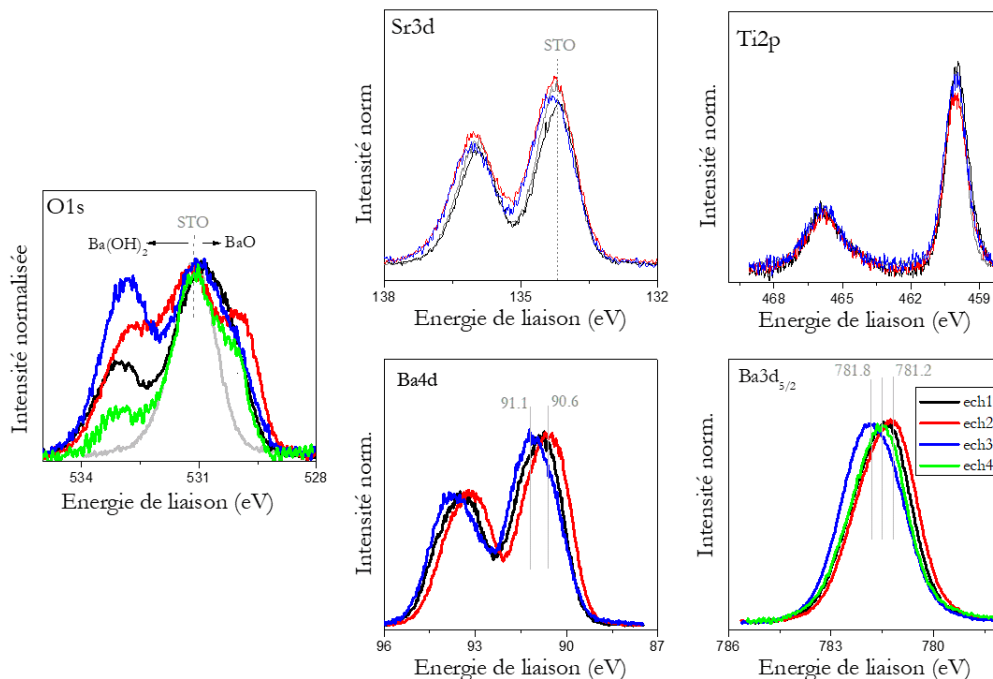 O1s
STO
Ba(OH)2
BaO
Intensité normalisée
534
531
528
Energie de liaison (eV)
Sr3d
STO
Intensité norm
138
135
132
Energie de liaison (eV)
Ti2p
Intensité norm.
468
465
462
459
Energie de liaison (eV)
Ba4d
91.1
90.6
Intensité norm.
96
93
90
87
Energie de liaison (eV)
Ba3d5/2
781.8
781.2
ech1
ech2
ech3
ech4
Intensité norm.
786
783
780
Energie de liaison (eV)